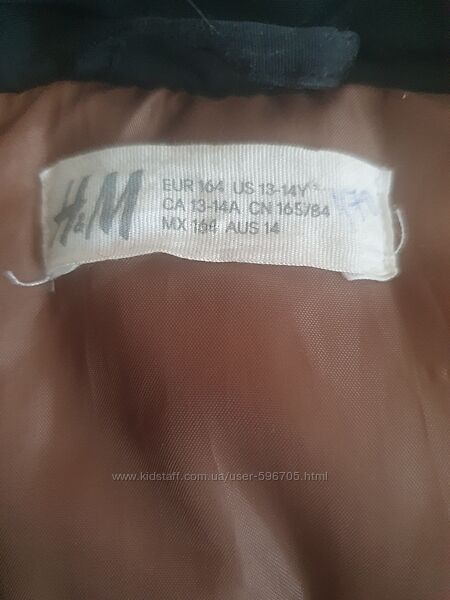 H&M
EUR 164 US 13-14Y
CA 13-14A CN 165/84
MX 164 AUS 14
www.kidstaff.com.ua/user-596705.html